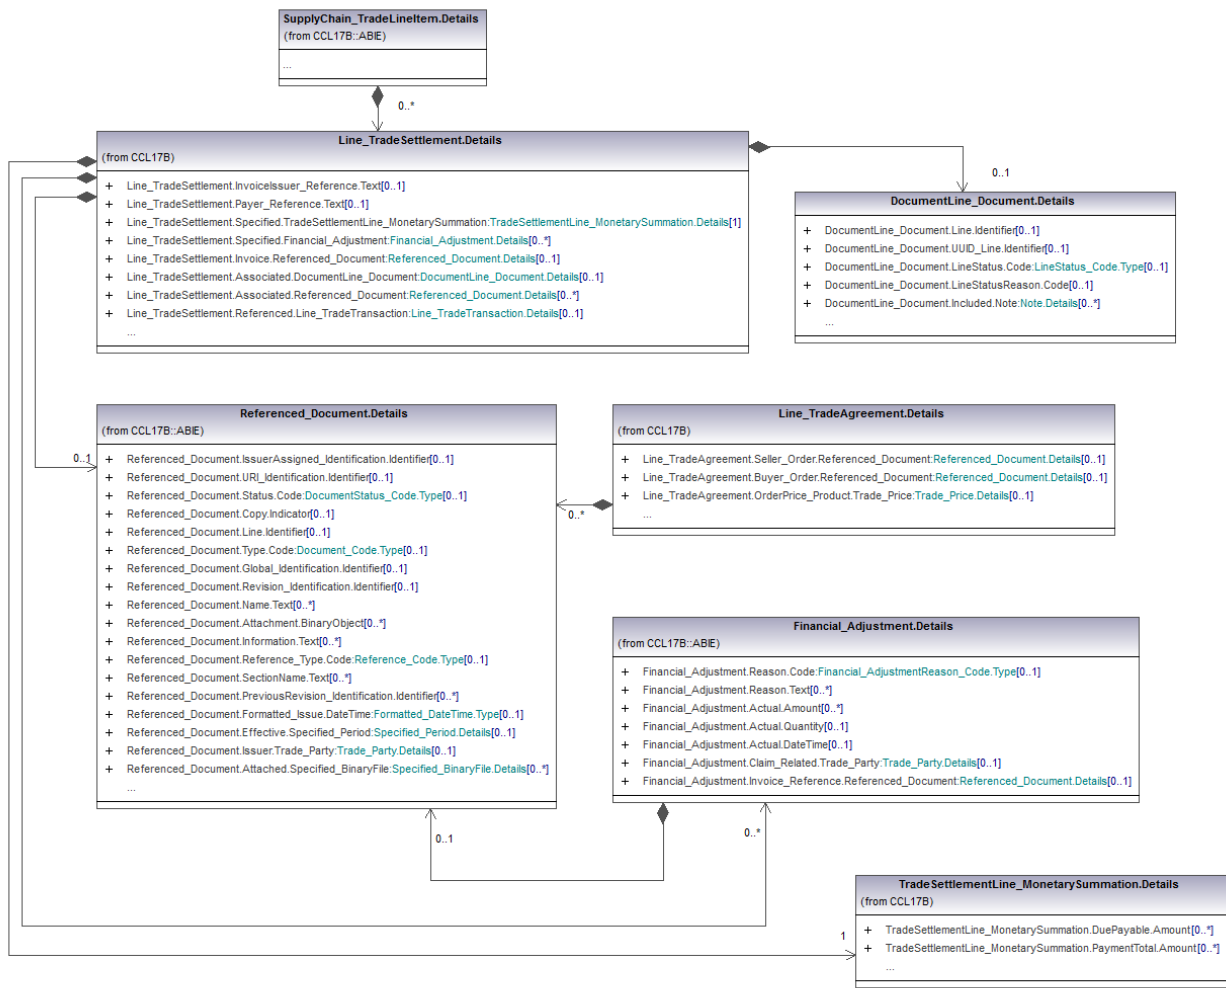 SupplyChain_TradeLineItem.Details
(from CCL17B::ABIE)
...
0..*
Line_TradeSettlement.Details
(from CCL17B)
+ Line_TradeSettlement.InvoiceIssuer_Reference.Text[0..1]
+ Line_TradeSettlement.Payer_Reference.Text[0..1]
+ Line_TradeSettlement.Specified.TradeSettlementLine_MonetarySummation:TradeSettlementLine_MonetarySummation.Details[1]
+ Line_TradeSettlement.Specified.Financial_Adjustment:Financial_Adjustment.Details[0..*]
+ Line_TradeSettlement.Invoice.Referenced_Document:Referenced_Document.Details[0..1]
+ Line_TradeSettlement.Associated.DocumentLine_Document:DocumentLine_Document.Details[0..1]
+ Line_TradeSettlement.Associated.Referenced_Document:Referenced_Document.Details[0..*]
+ Line_TradeSettlement.Referenced.Line_TradeTransaction:Line_TradeTransaction.Details[0..1]
...
0..1
DocumentLine_Document.Details
+ DocumentLine_Document.Line.Identifier[0..1]
+ DocumentLine_Document.UUID_Line.Identifier[0..1]
+ DocumentLine_Document.LineStatus.Code:LineStatus_Code.Type[0..1]
+ DocumentLine_Document.LineStatusReason.Code[0..1]
+ DocumentLine_Document.Included.Note:Note.Details[0..*]
...
0..1
Referenced_Document.Details
(from CCL17B::ABIE)
+ Referenced_Document.IssuerAssigned_Identification.Identifier[0..1]
+ Referenced_Document.URI_Identification.Identifier[0..1]
+ Referenced_Document.Status.Code:DocumentStatus_Code.Type[0..1]
+ Referenced_Document.Copy.Indicator[0..1]
+ Referenced_Document.Line.Identifier[0..1]
+ Referenced_Document.Type.Code:Document_Code.Type[0..1]
+ Referenced_Document.Global_Identification.Identifier[0..1]
+ Referenced_Document.Revision_Identification.Identifier[0..1]
+ Referenced_Document.Name.Text[0..*]
+ Referenced_Document.Attachment.BinaryObject[0..*]
+ Referenced_Document.Information.Text[0..*]
+ Referenced_Document.Reference_Type.Code:Reference_Code.Type[0..1]
+ Referenced_Document.SectionName.Text[0..*]
+ Referenced_Document.PreviousRevision_Identification.Identifier[0..*]
+ Referenced_Document.Formatted_Issue.DateTime:Formatted_DateTime.Type[0..1]
+ Referenced_Document.Effective.Specified_Period:Specified_Period.Details[0..1]
+ Referenced_Document.Issuer.Trade_Party:Trade_Party.Details[0..1]
+ Referenced_Document.Attached.Specified_BinaryFile:Specified_BinaryFile.Details[0..*]
...
0..*
Line_TradeAgreement.Details
(from CCL17B)
+ Line_TradeAgreement.Seller_Order.Referenced_Document:Referenced_Document.Details[0..1]
+ Line_TradeAgreement.Buyer_Order.Referenced_Document:Referenced_Document.Details[0..1]
+ Line_TradeAgreement.OrderPrice_Product.Trade_Price:Trade_Price.Details[0..1]
...
Financial_Adjustment.Details
(from CCL17B::ABIE)
+ Financial_Adjustment.Reason.Code:Financial_AdjustmentReason_Code.Type[0..1]
+ Financial_Adjustment.Reason.Text[0..*]
+ Financial_Adjustment.Actual.Amount[0..*]
+ Financial_Adjustment.Actual.Quantity[0..1]
+ Financial_Adjustment.Actual.DateTime[0..1]
+ Financial_Adjustment.Claim_Related.Trade_Party:Trade_Party.Details[0..1]
+ Financial_Adjustment.Invoice_Reference.Referenced_Document:Referenced_Document.Details[0..1]
0..1
0..*
1
TradeSettlementLine_MonetarySummation.Details
(from CCL17B)
+ TradeSettlementLine_MonetarySummation.DuePayable.Amount[0..*]
+ TradeSettlementLine_MonetarySummation.PaymentTotal.Amount[0..*]
...